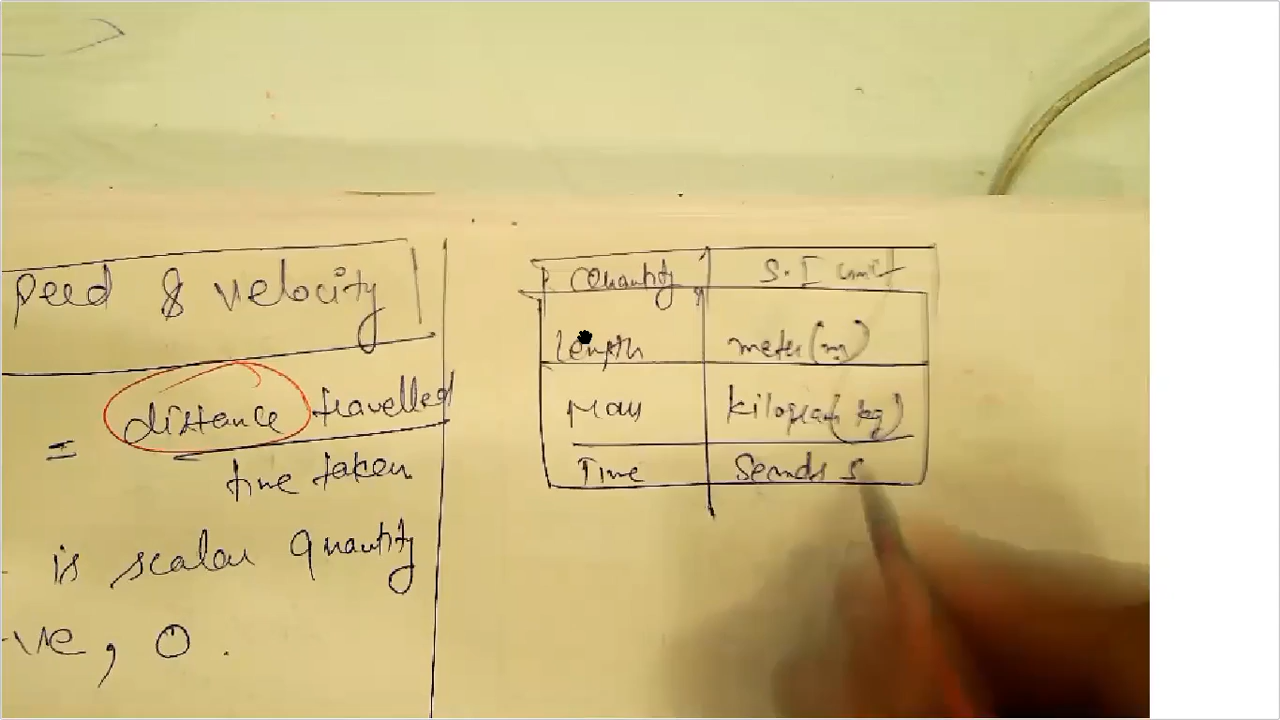 peed & velocity
= distance travelled
time taken
is scalar quantity
-ve, 0.
Quantity S.I unit
Length meter (m)
Mass kilogram (kg)
Time Seconds s